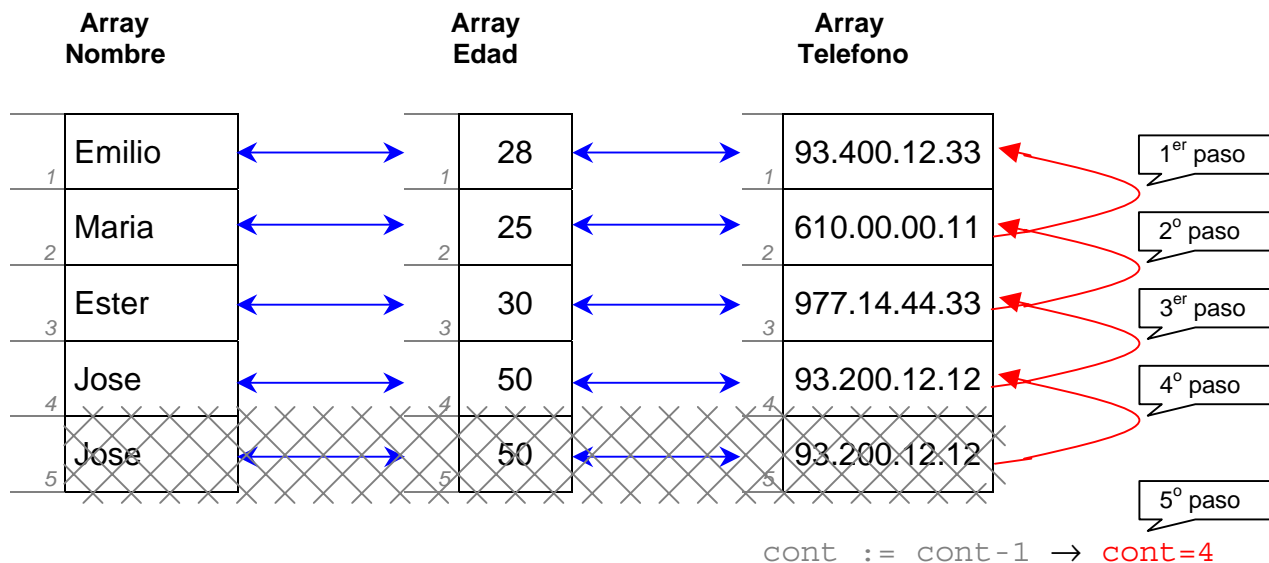 Array Array Array
Nombre Edad Telefono
1 Emilio 1 28 1 93.400.12.33 1er paso
2 Maria 2 25 2 610.00.00.11 2o paso
3 Ester 3 30 3 977.14.44.33 3er paso
4 Jose 4 50 4 93.200.12.12 4o paso
5 Jose 5 50 5 93.200.12.12
5o paso
cont := cont-1 → cont=4